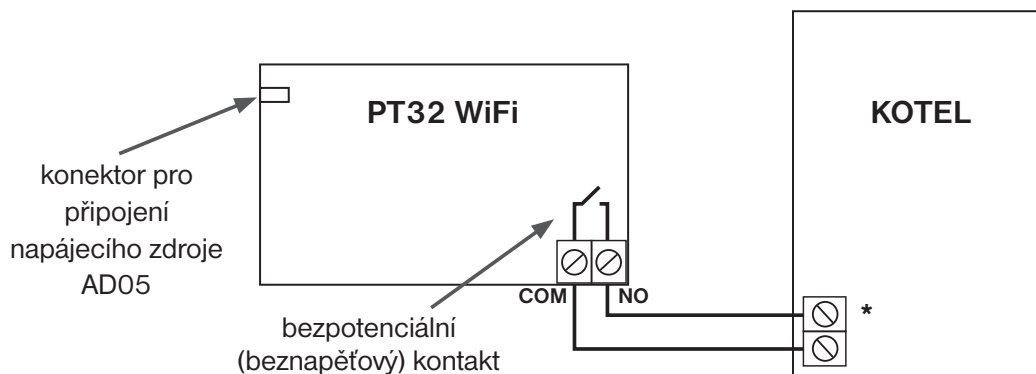 PT32 WiFi
KOTEL
konektor pro
připojení
napájecího zdroje
AD05
COM
NO
*
bezpotenciální
(beznapěťový) kontakt